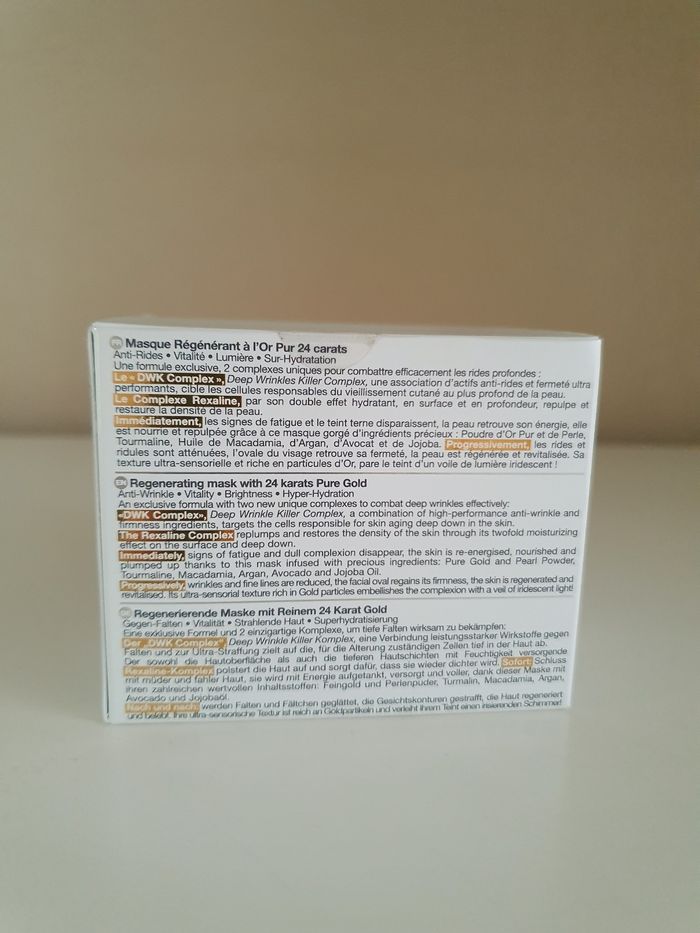 FR Masque Régénérant à l'Or Pur 24 carats
Anti-Rides • Vitalité • Lumière • Sur-Hydratation
Une formule exclusive, 2 complexes uniques pour combattre efficacement les rides profondes :
Le « DWK Complex », Deep Wrinkles Killer Complex, une association d'actifs anti-rides et fermeté ultra
performants, cible les cellules responsables du vieillissement cutané au plus profond de la peau.
Le Complexe Rexaline, par son double effet hydratant, en surface et en profondeur, repulpe et
restaure la densité de la peau.
Immédiatement, les signes de fatigue et le teint terne disparaissent, la peau retrouve son énergie, elle
est nourrie et repulpée grâce à ce masque gorgé d'ingrédients précieux : Poudre d'Or Pur et de Perle,
Tourmaline, Huile de Macadamia, d'Argan, d'Avocat et de Jojoba. Progressivement, les rides et
ridules sont atténuées, l'ovale du visage retrouve sa fermeté, la peau est régénérée et revitalisée. Sa
texture ultra-sensorielle et riche en particules d'Or, pare le teint d'un voile de lumière iridescent !
EN Regenerating mask with 24 karats Pure Gold
Anti-Wrinkle • Vitality • Brightness • Hyper-Hydration
An exclusive formula with two new unique complexes to combat deep wrinkles effectively:
«DWK Complex», Deep Wrinkle Killer Complex, a combination of high-performance anti-wrinkle and
firmness ingredients, targets the cells responsible for skin aging deep down in the skin.
The Rexaline Complex replumps and restores the density of the skin through its twofold moisturizing
effect on the surface and deep down.
Immediately, signs of fatigue and dull complexion disappear, the skin is re-energised, nourished and
plumped up thanks to this mask infused with precious ingredients: Pure Gold and Pearl Powder,
Tourmaline, Macadamia, Argan, Avocado and Jojoba Oil.
Progressively, wrinkles and fine lines are reduced, the facial oval regains its firmness, the skin is regenerated and
revitalised. Its ultra-sensorial texture rich in Gold particles embellishes the complexion with a veil of iridescent light!
Regenerierende Maske mit Reinem 24 Karat Gold
Gegen-Falten • Vitalität • Strahlende Haut • Superhydratisierung
Eine exklusive Formel und 2 einzigartige Komplexe, um tiefe Falten wirksam zu bekämpfen:
Der „DWK Complex" Deep Wrinkle Killer Komplex, eine Verbindung leistungsstarker Wirkstoffe gegen
Falten und zur Ultra-Straffung zielt auf die, für die Alterung zuständigen Zellen tief in der Haut ab.
Der sowohl die Hautoberfläche als auch die tieferen Hautschichten mit Feuchtigkeit versorgende
Rexaline-Komplex polstert die Haut auf und sorgt dafür, dass sie wieder dichter wird. Sofort: Schluss
mit müder und fahler Haut, sie wird mit Energie aufgetankt, versorgt und voller, dank dieser Maske mit
ihren zahlreichen wertvollen Inhaltsstoffen: Feingold und Perlenpuder, Turmalin, Macadamia, Argan,
Avocado und Jojobaöl.
Nach und nach: werden Falten und Fältchen geglättet, die Gesichtskonturen gestrafft, die Haut regeneriert
und belebt. Ihre ultra-sensorische Textur ist reich an Goldpartikeln und verleiht Ihrem Teint einen irisierenden Schimmer!